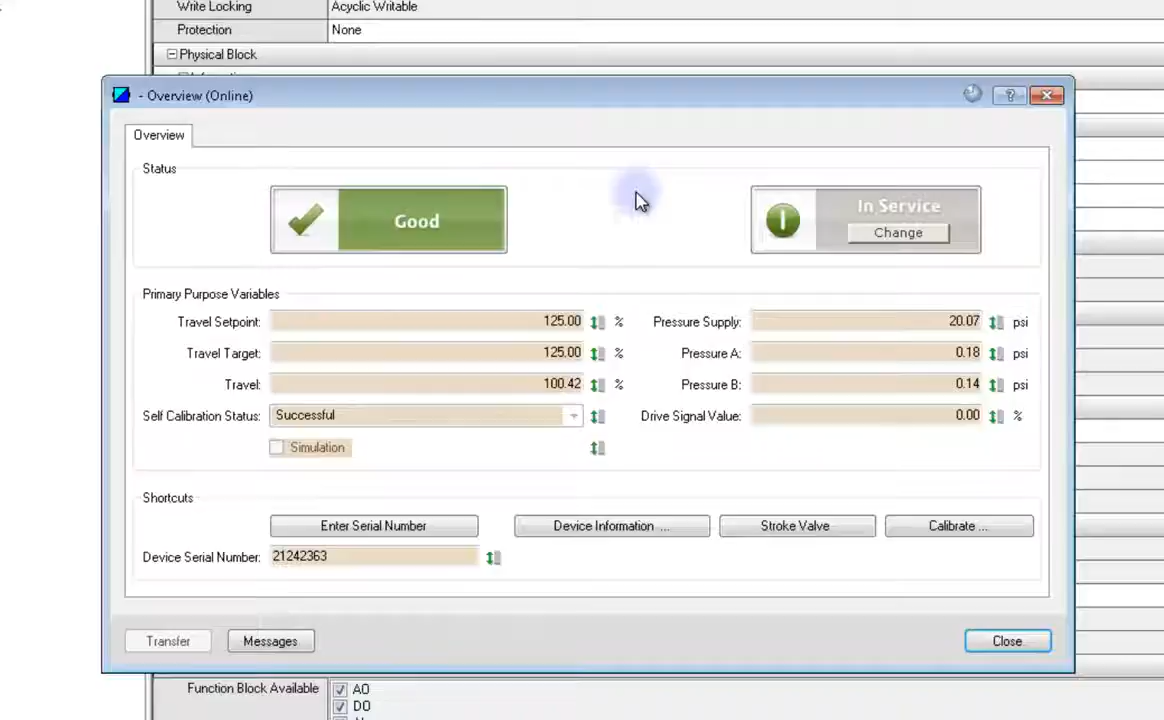 Write Locking Acyclic Writable
Protection None
Physical Block
- Overview (Online)
Overview
Status
Good
In Service
Change
Primary Purpose Variables
Travel Setpoint: 125.00 % Pressure Supply: 20.07 psi
Travel Target: 125.00 % Pressure A: 0.18 psi
Travel: 100.42 % Pressure B: 0.14 psi
Self Calibration Status: Successful Drive Signal Value: 0.00 %
Simulation
Shortcuts
Enter Serial Number Device Information ... Stroke Valve Calibrate ...
Device Serial Number: 21242363
Transfer Messages Close
Function Block Available AO
DO